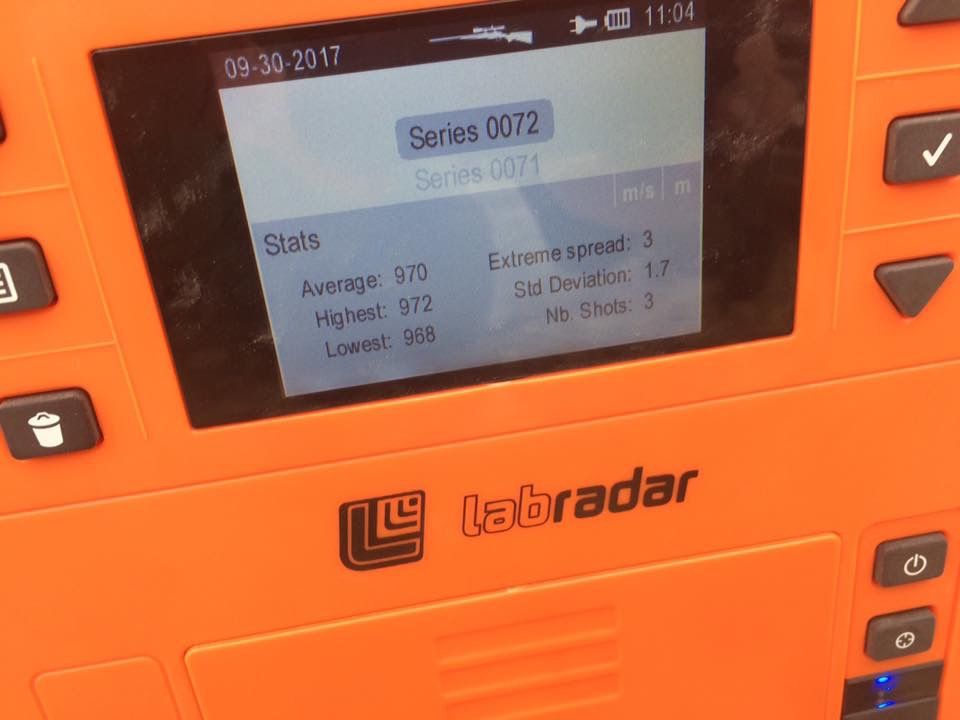 09-30-2017 11:04
Series 0072
Series 0071
m/s m
Stats
Average: 970
Highest: 972
Lowest: 968
Extreme spread: 3
Std Deviation: 1.7
Nb. Shots: 3
labradar